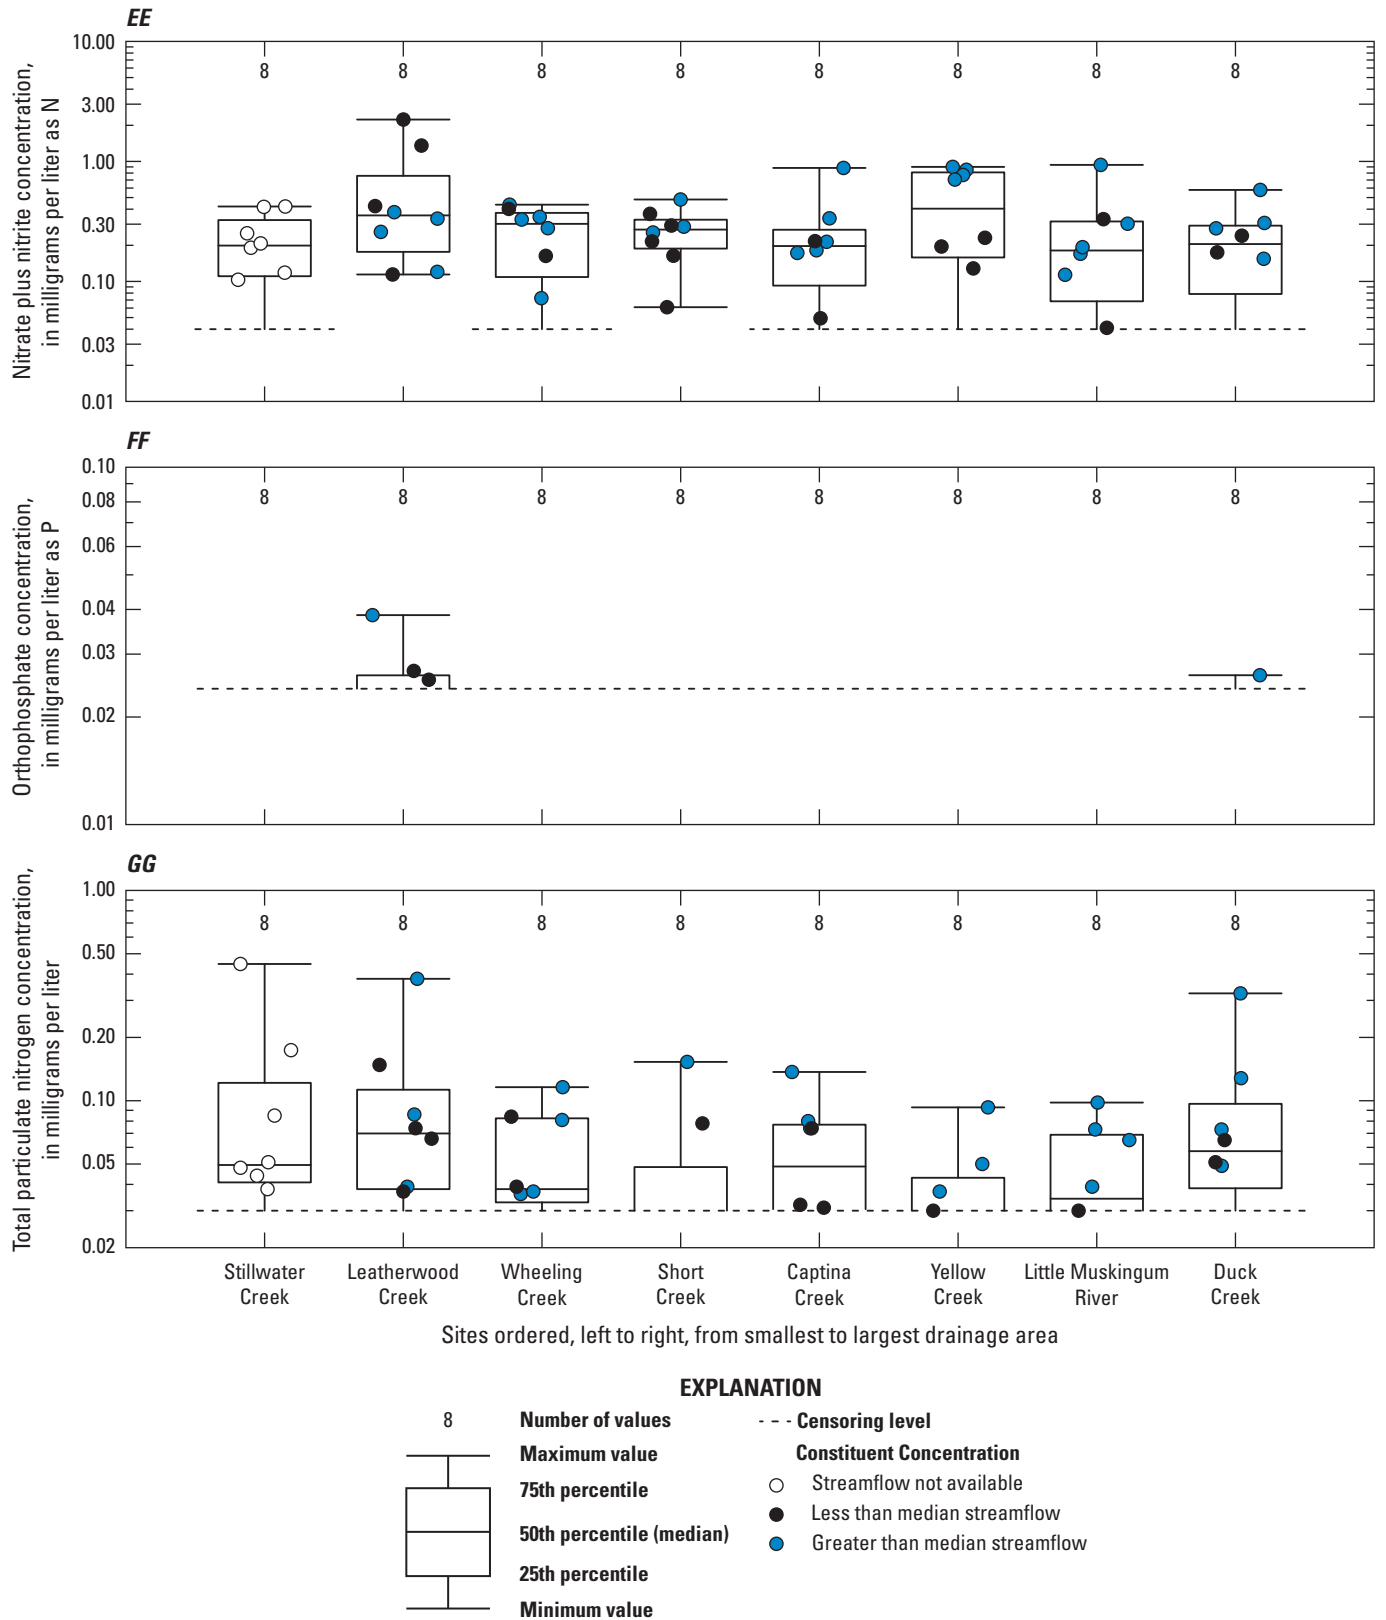 EE
Nitrate plus nitrite concentration,
in milligrams per liter as N
10.00
3.00
1.00
0.30
0.10
0.03
0.01
8 8 8 8 8 8 8 8
FF
Orthophosphate concentration,
in milligrams per liter as P
0.10
0.08
0.06
0.04
0.03
0.02
0.01
8 8 8 8 8 8 8 8
GG
Total particulate nitrogen concentration,
in milligrams per liter
1.00
0.50
0.20
0.10
0.05
0.02
8 8 8 8 8 8 8 8
Stillwater
Creek
Leatherwood
Creek
Wheeling
Creek
Short
Creek
Captina
Creek
Yellow
Creek
Little Muskingum
River
Duck
Creek
Sites ordered, left to right, from smallest to largest drainage area
EXPLANATION
8 Number of values
Maximum value
75th percentile
50th percentile (median)
25th percentile
Minimum value
Censoring level
Constituent Concentration
Streamflow not available
Less than median streamflow
Greater than median streamflow